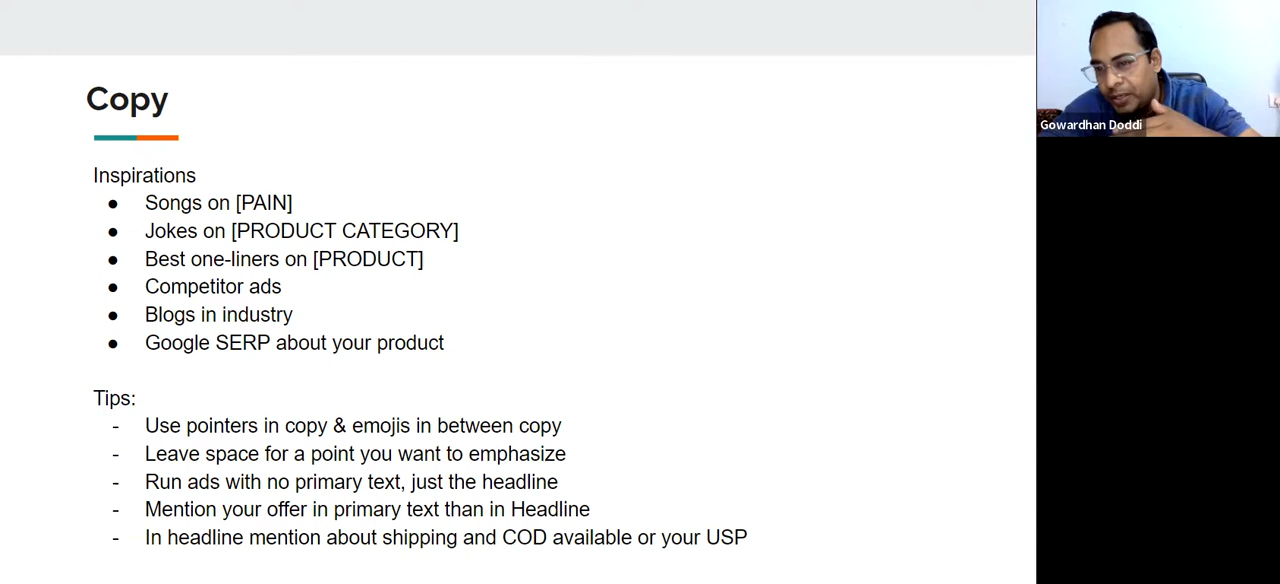 Copy
Inspirations
● Songs on [PAIN]
● Jokes on [PRODUCT CATEGORY]
● Best one-liners on [PRODUCT]
● Competitor ads
● Blogs in industry
● Google SERP about your product
Tips:
- Use pointers in copy & emojis in between copy
- Leave space for a point you want to emphasize
- Run ads with no primary text, just the headline
- Mention your offer in primary text than in Headline
- In headline mention about shipping and COD available or your USP
Gowardhan Doddi